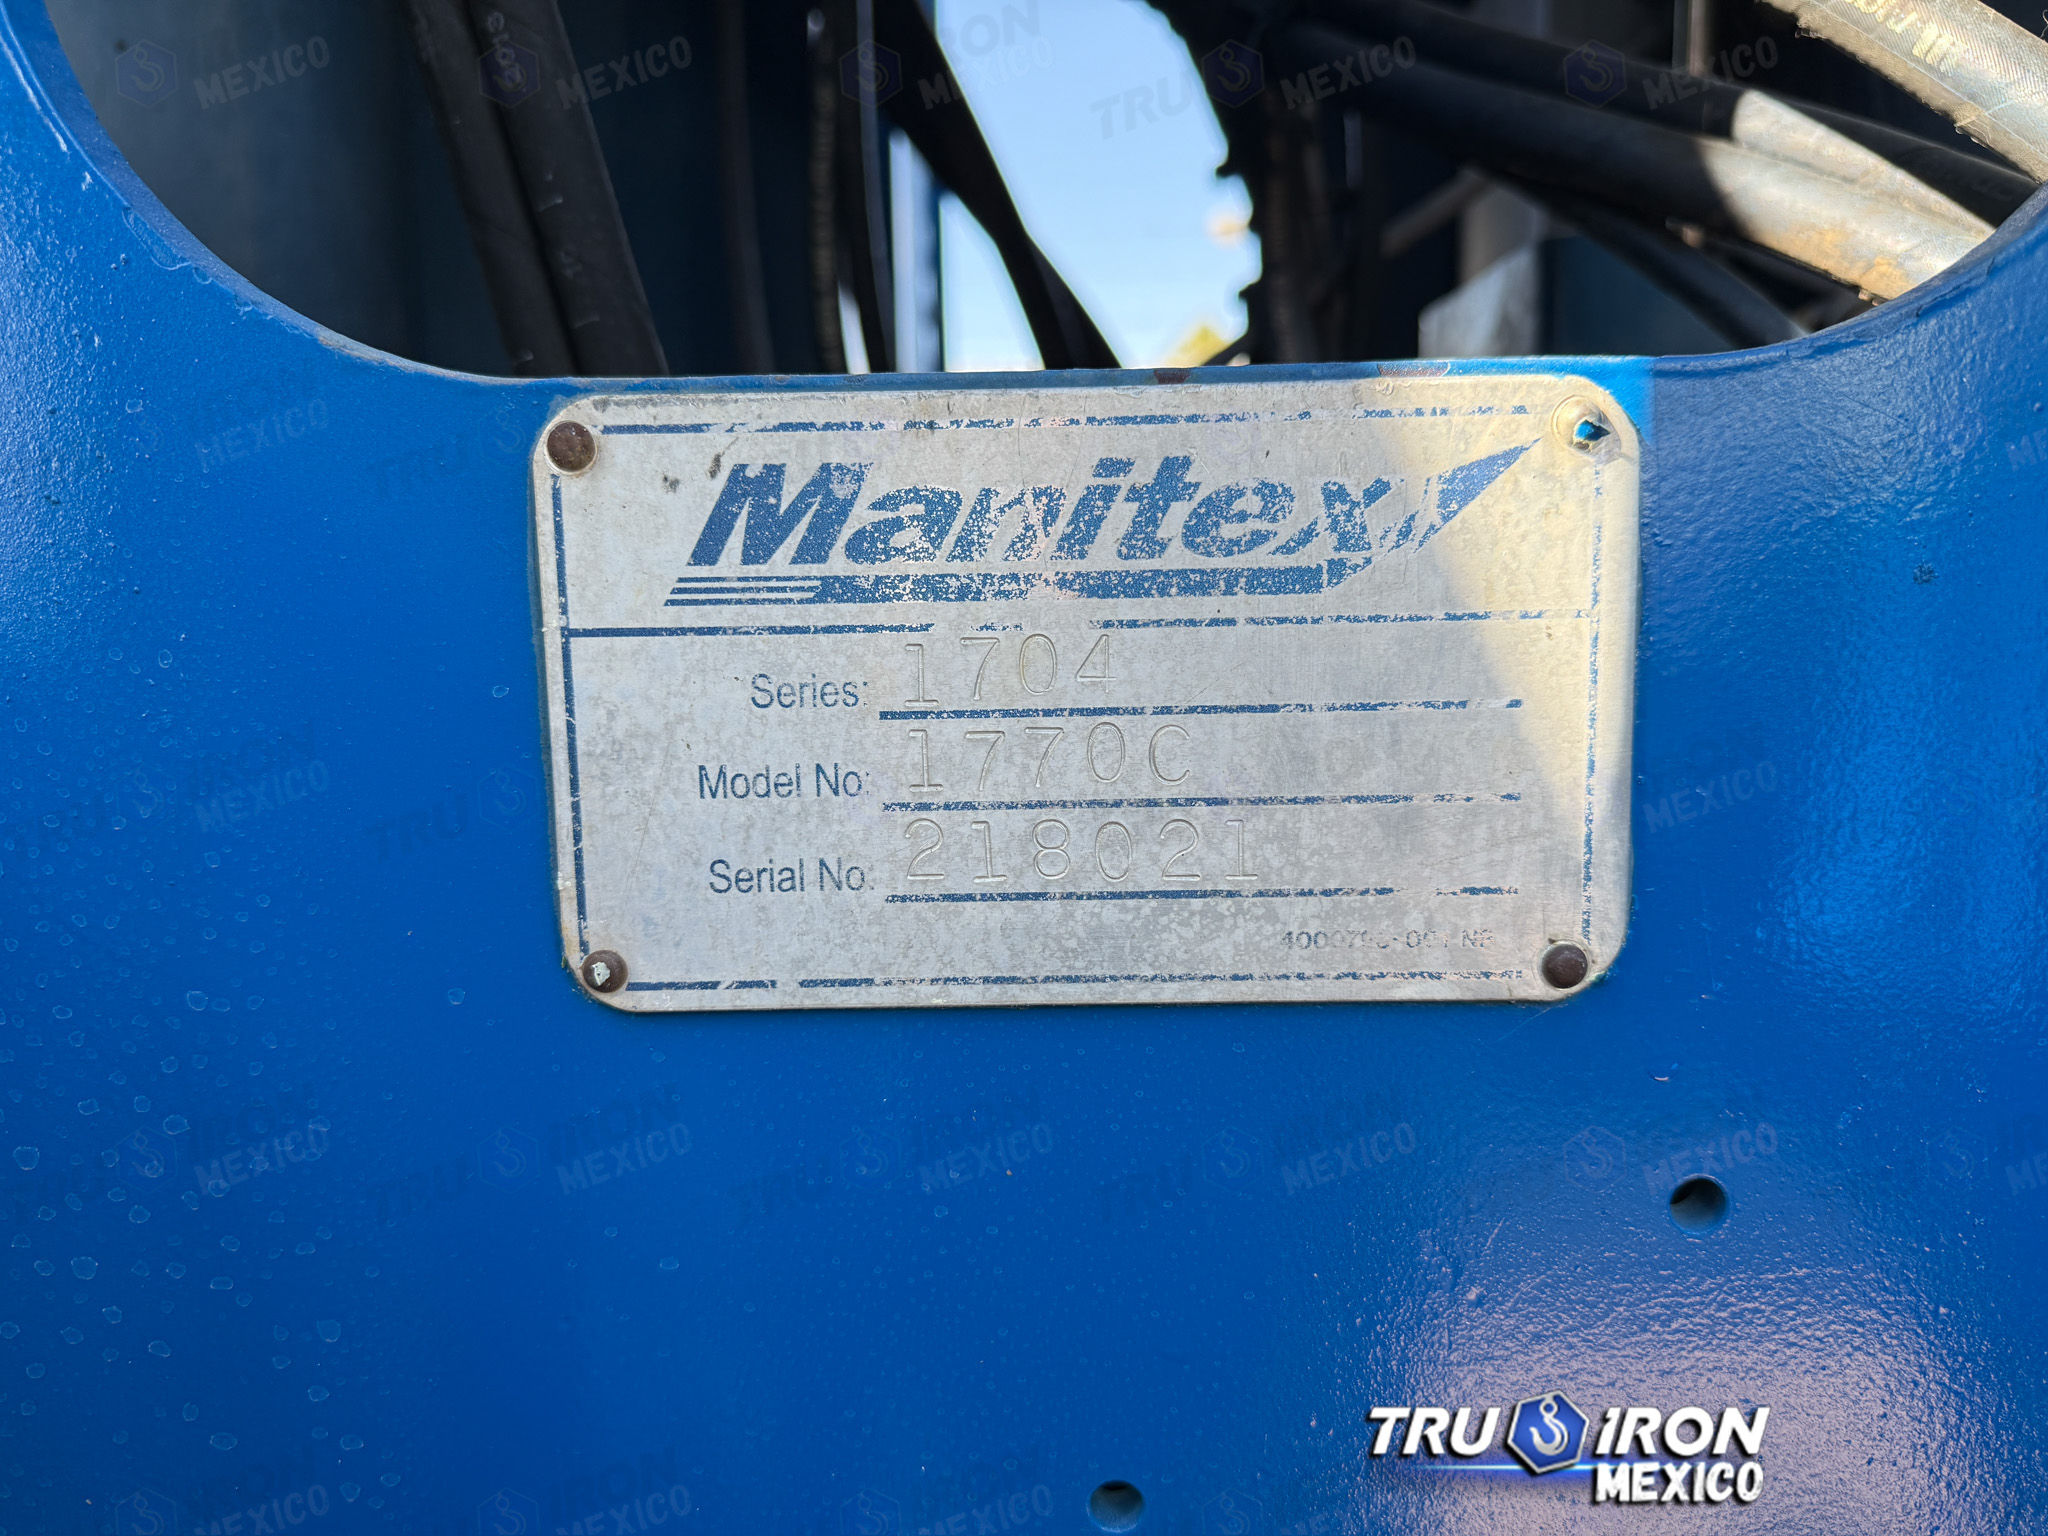 Manitex
Series: 1704
Model No: 1770C
Serial No: 218021
TRU IRON
MEXICO